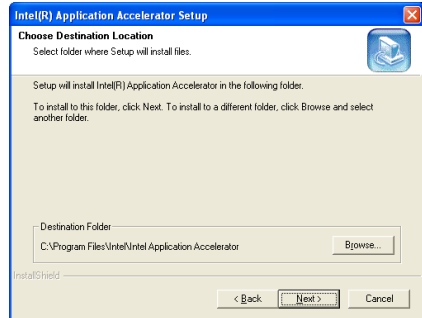 Intel(R) Application Accelerator Setup
Choose Destination Location
Select folder where Setup will install files.
Setup will install Intel(R) Application Accelerator in the following folder.
To install to this folder, click Next. To install to a different folder, click Browse and select
another folder.
Destination Folder
C:\Program Files\Intel\Intel Application Accelerator
Browse...
InstallShield
< Back
Next >
Cancel